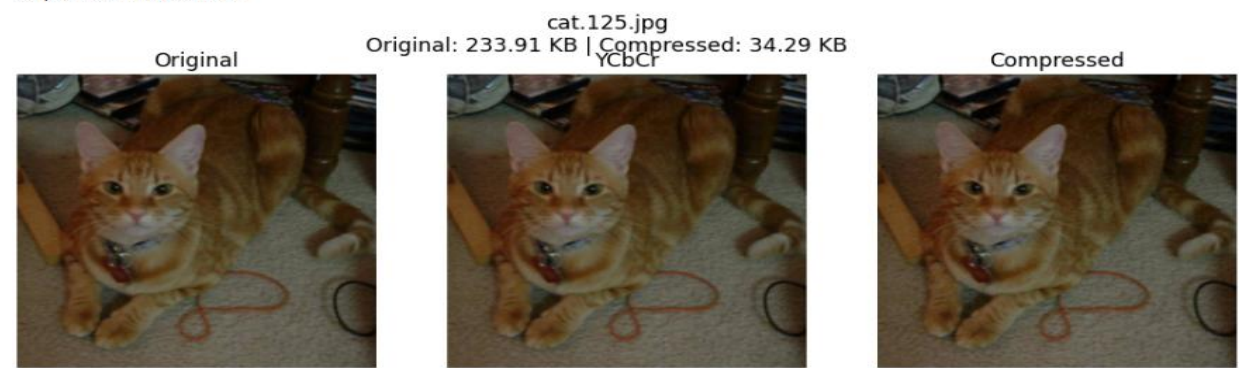 cat.125.jpg
Original: 233.91 KB | Compressed: 34.29 KB
Original
YCbCr
Compressed